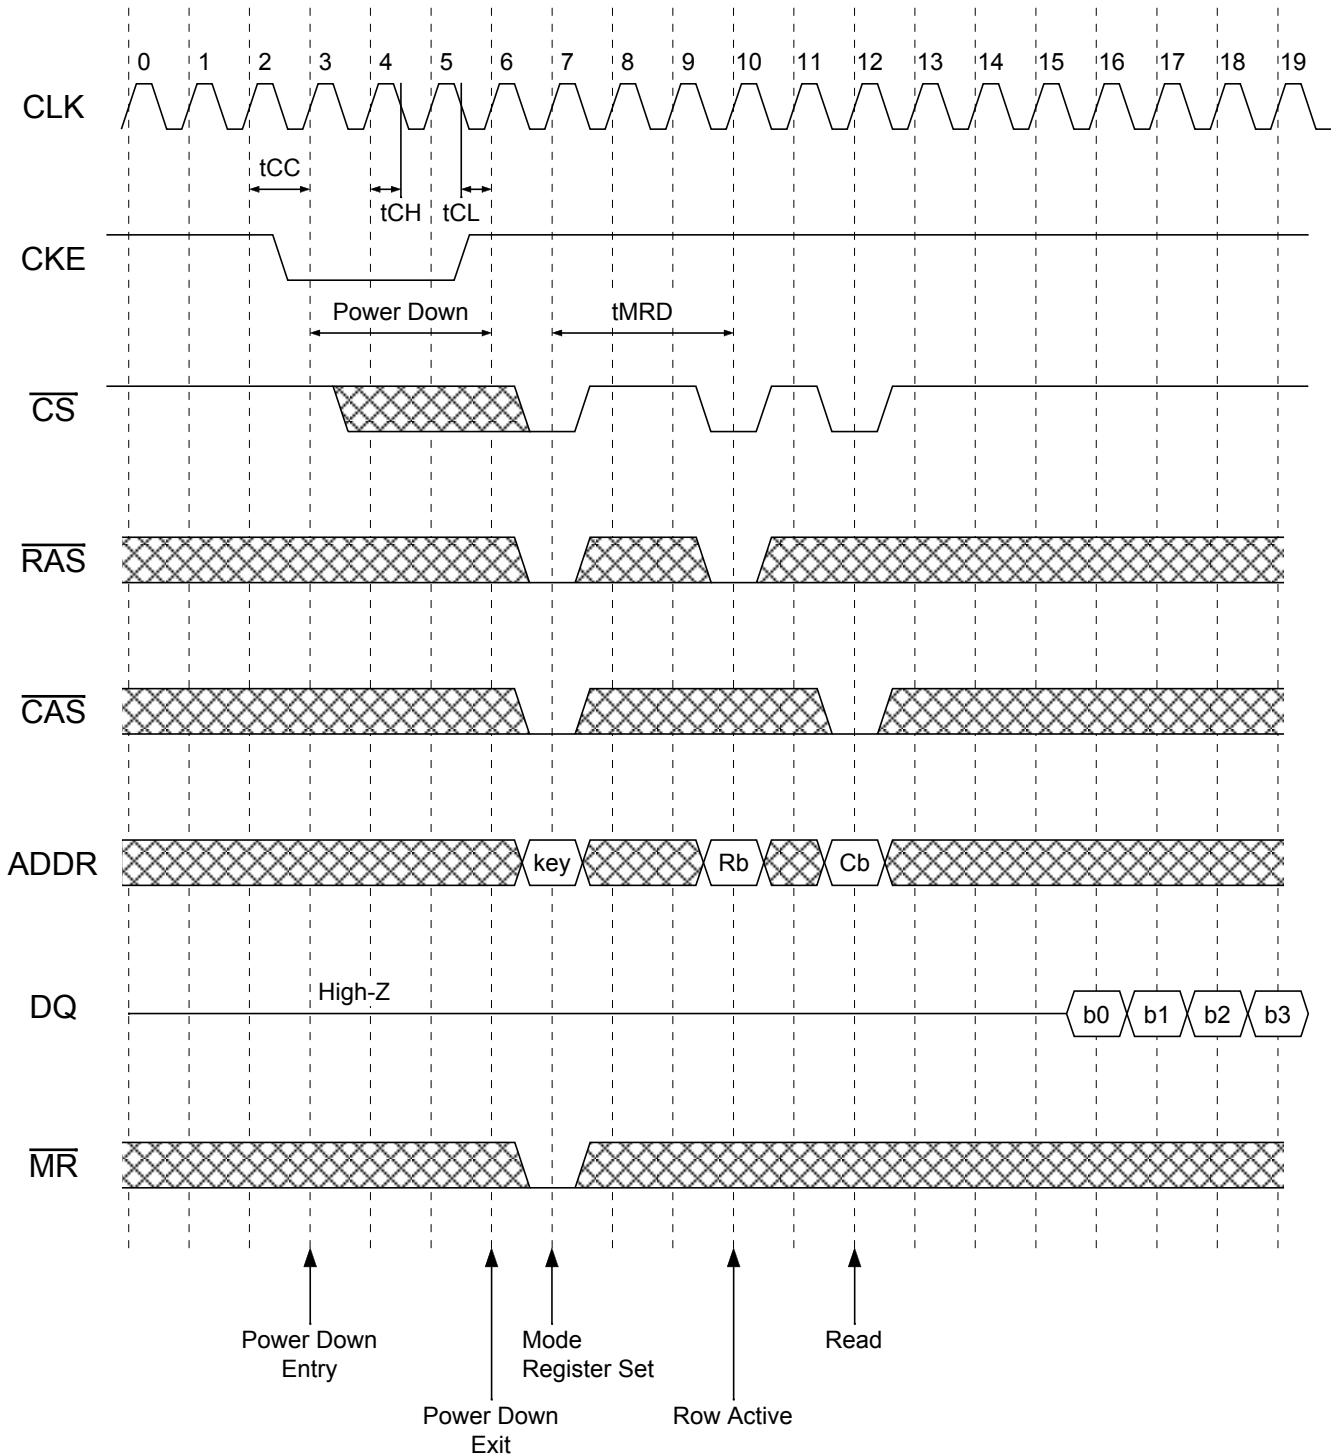 0 1 2 3 4 5 6 7 8 9 10 11 12 13 14 15 16 17 18 19
CLK
tCC
tCH tCL
CKE
Power Down tMRD
CS
RAS
CAS
ADDR key Rb Cb
High-Z
DQ b0 b1 b2 b3
MR
Power Down
Entry
Mode
Register Set
Read
Power Down
Exit
Row Active